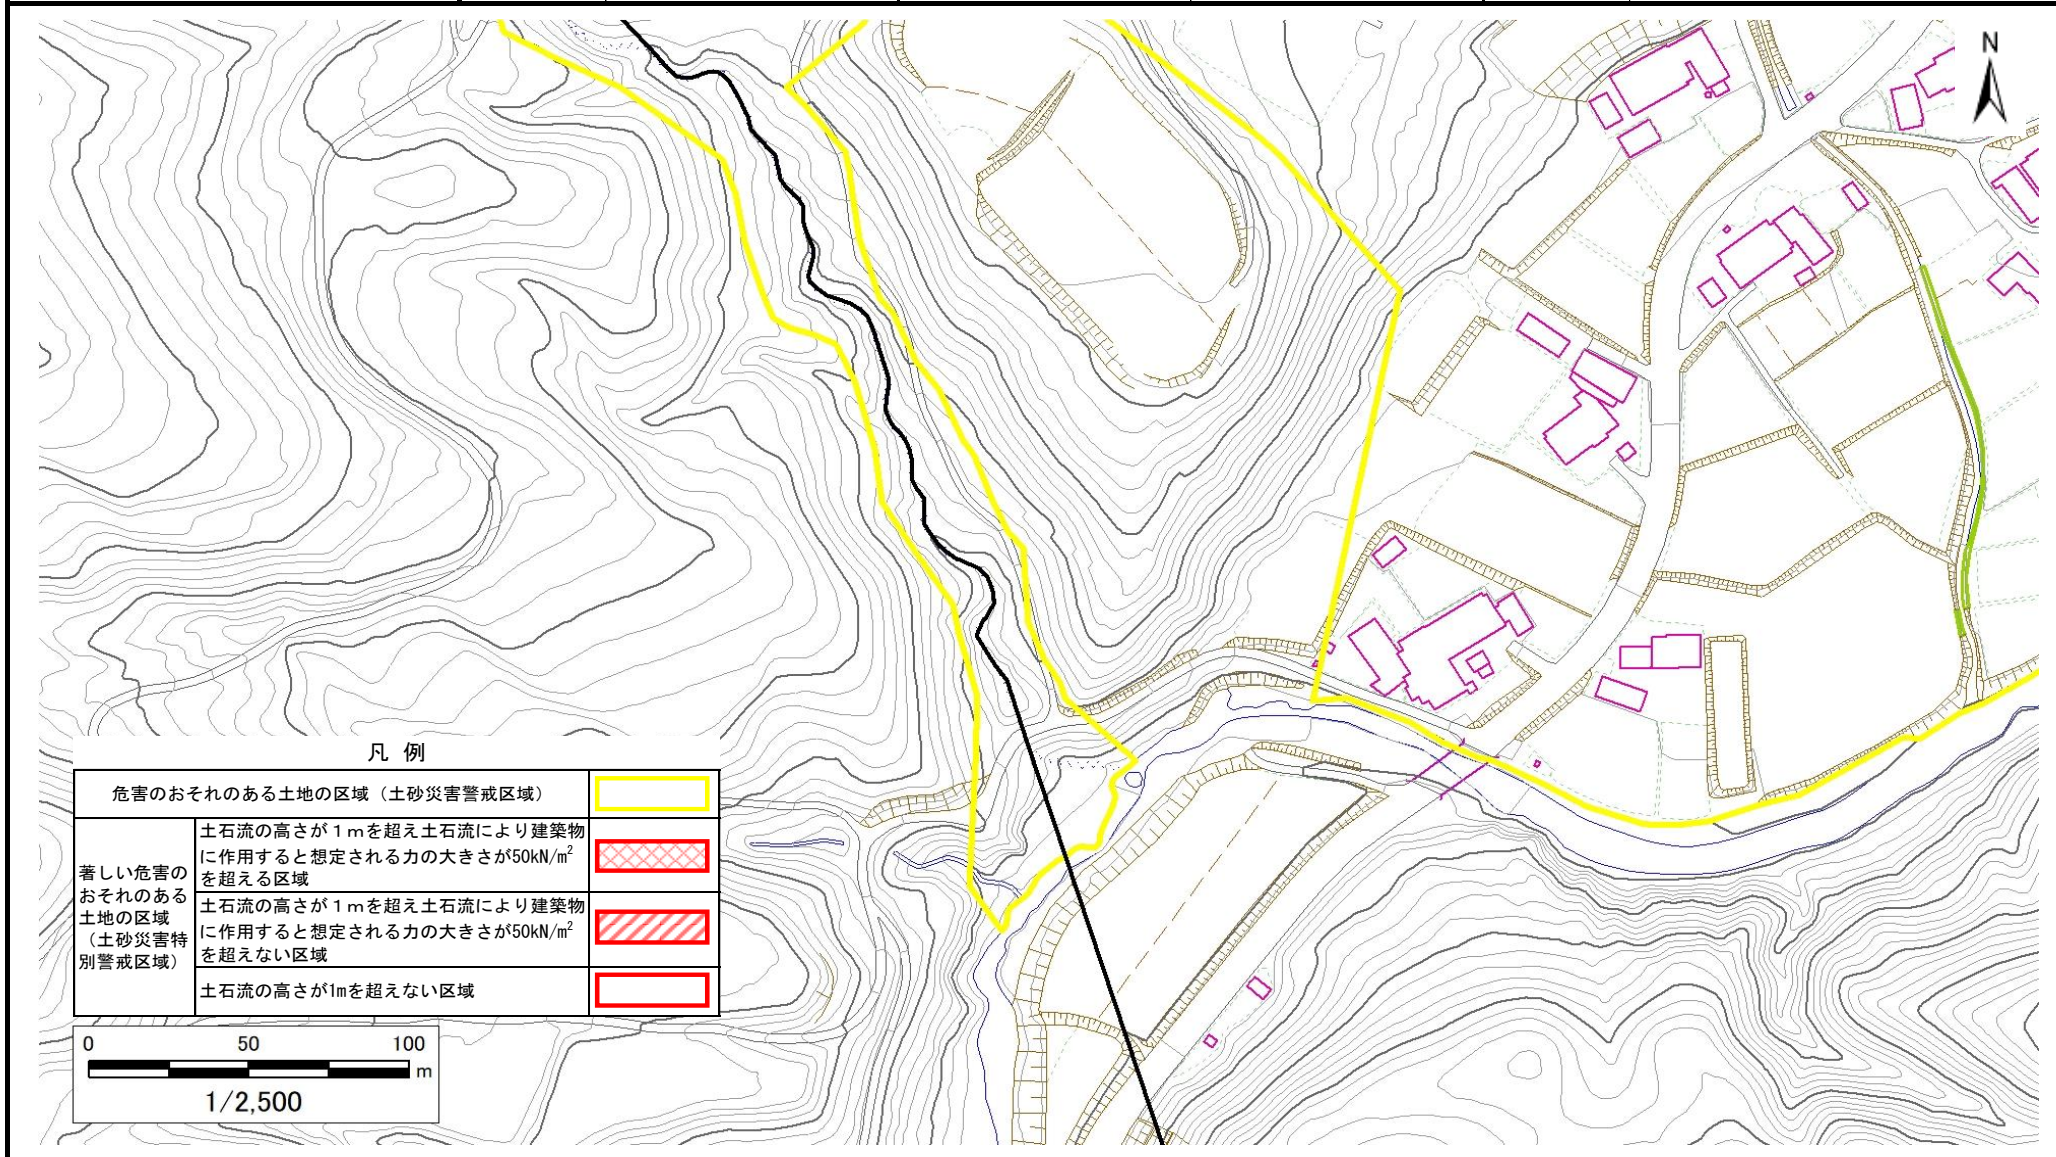 N
凡 例
危害のおそれのある土地の区域（土砂災害警戒区域）
著しい危害の
おそれのある
土地の区域
（土砂災害特
別警戒区域）
土石流の高さが１ｍを超え土石流により建築物
に作用すると想定される力の大きさが50kN/m²
を超える区域
土石流の高さが１ｍを超え土石流により建築物
に作用すると想定される力の大きさが50kN/m²
を超えない区域
土石流の高さが1mを超えない区域
0 50 100
m
1/2,500